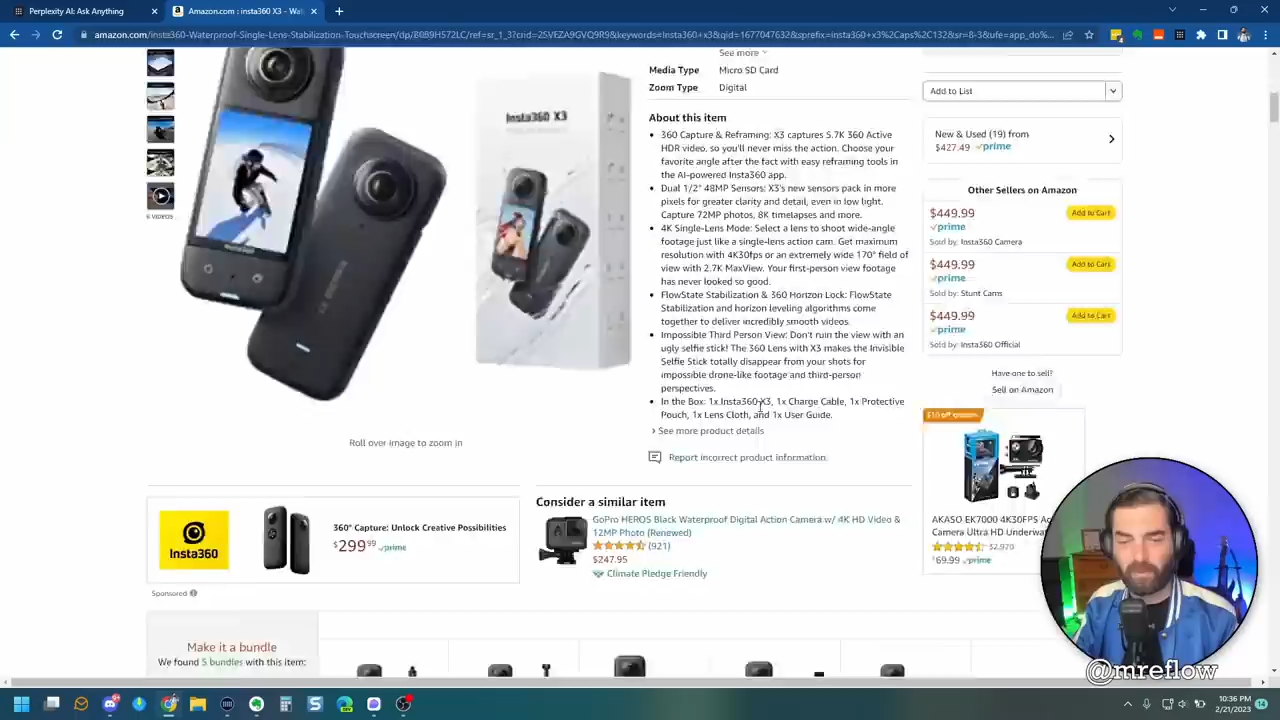 Perplexity AI: Ask Anything
Amazon.com : insta360 X3 - Wat
See more
Media Type Micro SD Card
Zoom Type Digital
About this item
360 Capture & Reframing: X3 captures 5.7K 360 Active
HDR video, so you'll never miss the action. Choose your
favorite angle after the fact with easy reframing tools in
the AI-powered Insta360 app.
Dual 1/2" 48MP Sensors: X3's new sensors pack in more
pixels for greater clarity and detail, even in low light.
Capture 72MP photos, 8K timelapses and more.
4K Single-Lens Mode: Select a lens to shoot wide-angle
footage just like a single-lens action cam. Get maximum
resolution with 4K30fps or an extremely wide 170° field of
view with 2.7K MaxView. Your first-person view footage
has never looked so good.
FlowState Stabilization & 360 Horizon Lock: FlowState
Stabilization and horizon leveling algorithms come
together to deliver incredibly smooth videos.
Impossible Third Person View: Don't ruin the view with an
ugly selfie stick! The 360 Lens with X3 makes the Invisible
Selfie Stick totally disappear from your shots for
impossible drone-like footage and third-person
perspectives.
In the Box: 1x Insta360 X3, 1x Charge Cable, 1x Protective
Pouch, 1x Lens Cloth, and 1x User Guide.
› See more product details
Report incorrect product information.
Insta360 X3
6 VIDEOS
Roll over image to zoom in
Add to List
New & Used (19) from
$427.49 prime
Other Sellers on Amazon
$449.99 Add to Cart
prime
Sold by: Insta360 Camera
$449.99 Add to Cart
prime
Sold by: Stunt Cams
$449.99 Add to Cart
prime
Sold by: Insta360 Official
Have one to sell?
Sell on Amazon
$10 off
AKASO EK7000 4K30FPS Ac
Camera Ultra HD Underwa
32,970
$69.99 prime
Insta360
360° Capture: Unlock Creative Possibilities
$299.99 prime
Sponsored
Consider a similar item
GoPro HERO5 Black Waterproof Digital Action Camera w/ 4K HD Video &
12MP Photo (Renewed)
(921)
$247.95
Climate Pledge Friendly
Make it a bundle
We found 5 bundles with this item:
@mreflow
10:36 PM
2/21/2023
14